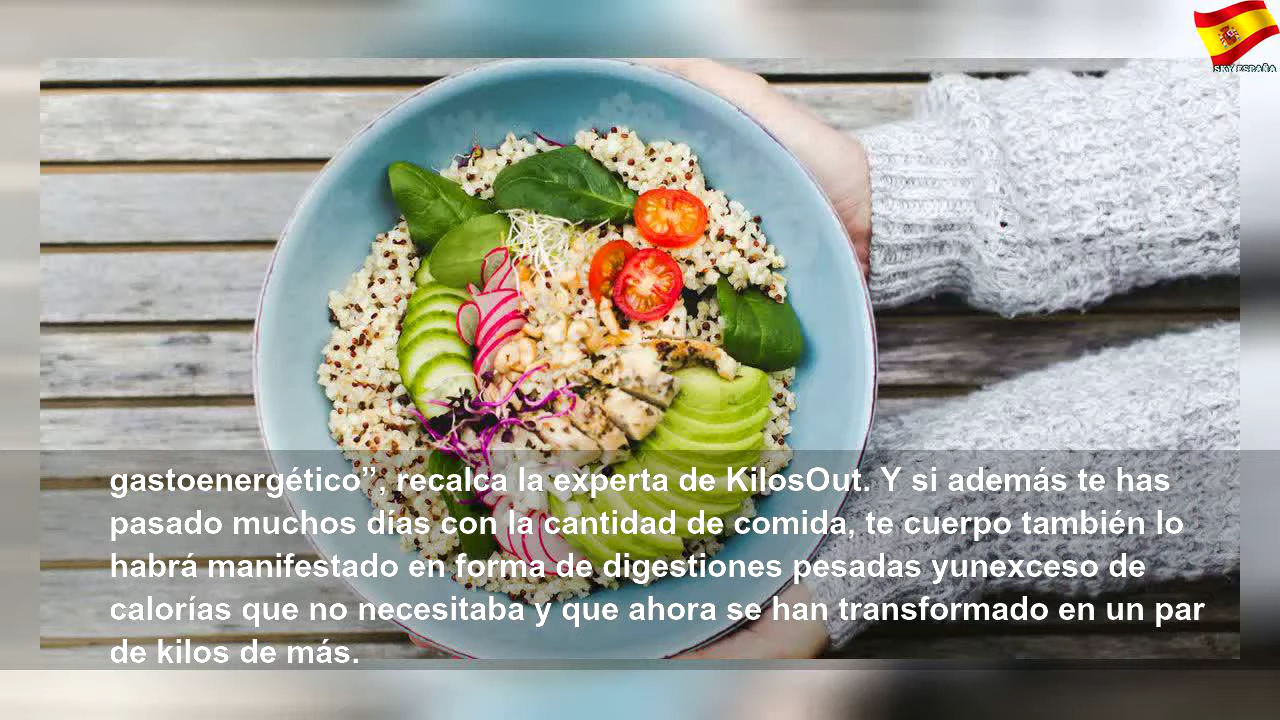 SKY ESPAÑA
gastoenergético”, recalca la experta de KilosOut. Y si además te has
pasado muchos días con la cantidad de comida, te cuerpo también lo
habrá manifestado en forma de digestiones pesadas yunexceso de
calorías que no necesitaba y que ahora se han transformado en un par
de kilos de más.